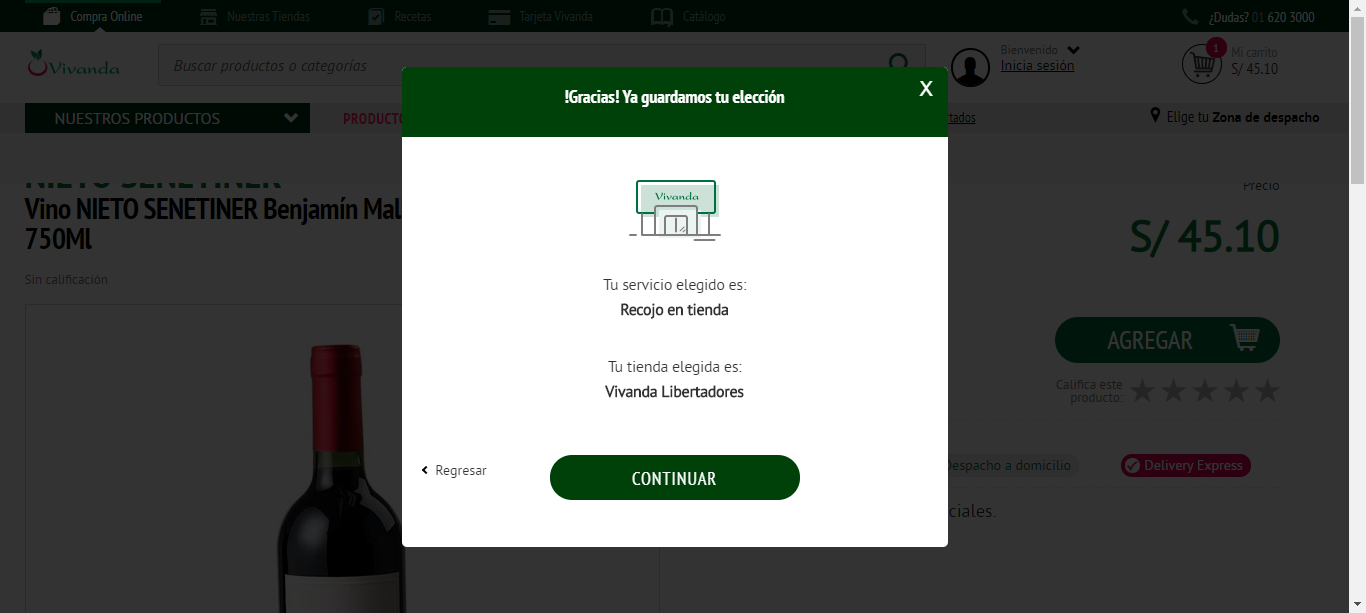 Compra Online
Nuestras Tiendas
Recetas
Tarjeta Vivanda
Catálogo
¿Dudas? 01 620 3000
Vivanda
Buscar productos o categorías
Bienvenido
Inicia sesión
1
Mi carrito
S/ 45.10
NUESTROS PRODUCTOS
PRODUCTO
tados
Elige tu Zona de despacho
!Gracias! Ya guardamos tu elección
X
NIETO SENETINER
Vino NIETO SENETINER Benjamín Mal
750Ml
Sin calificación
Precio
S/ 45.10
Vivanda
Tu servicio elegido es:
Recojo en tienda
Tu tienda elegida es:
Vivanda Libertadores
AGREGAR
Califica este
producto:
Regresar
CONTINUAR
Despacho a domicilio
Delivery Express
ciales.